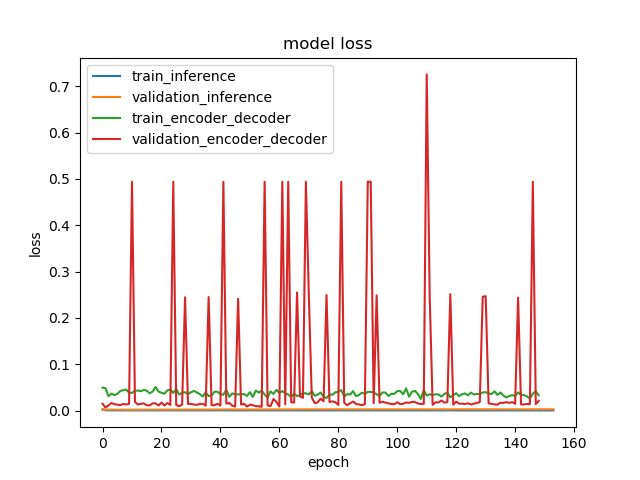 model loss
train_inference
validation_inference
train_encoder_decoder
validation_encoder_decoder
loss
0.7
0.6
0.5
0.4
0.3
0.2
0.1
0.0
0 20 40 60 80 100 120 140 160
epoch